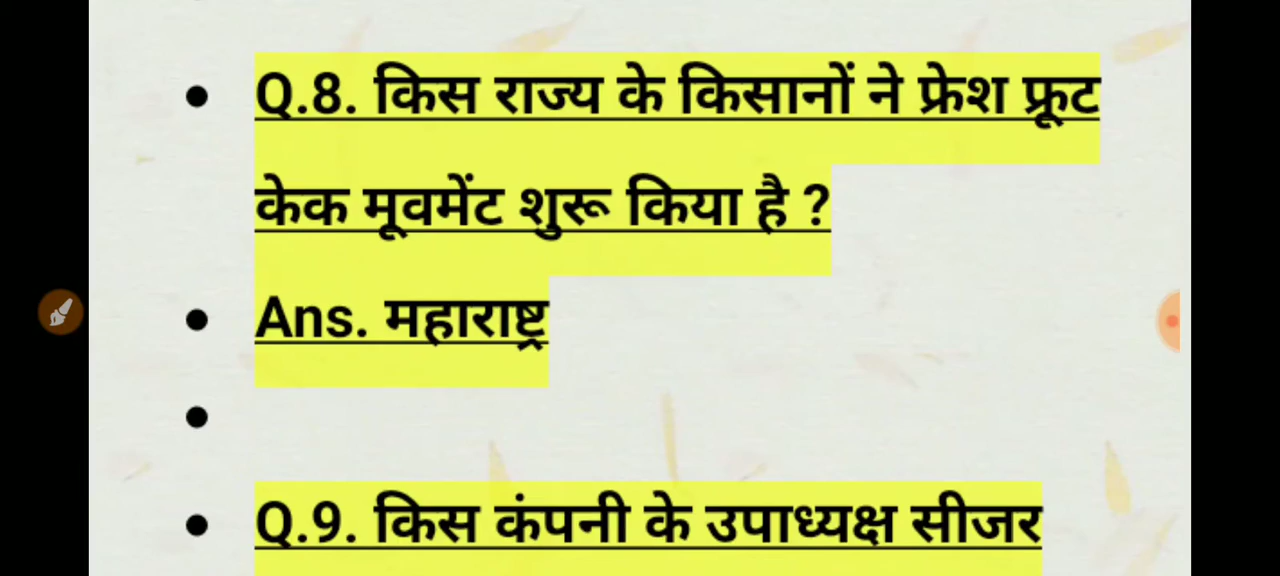 Q.8. किस राज्य के किसानों ने फ्रेश फ्रूट
केक मूवमेंट शुरू किया है ?
Ans. महाराष्ट्र
Q.9. किस कंपनी के उपाध्यक्ष सीजर